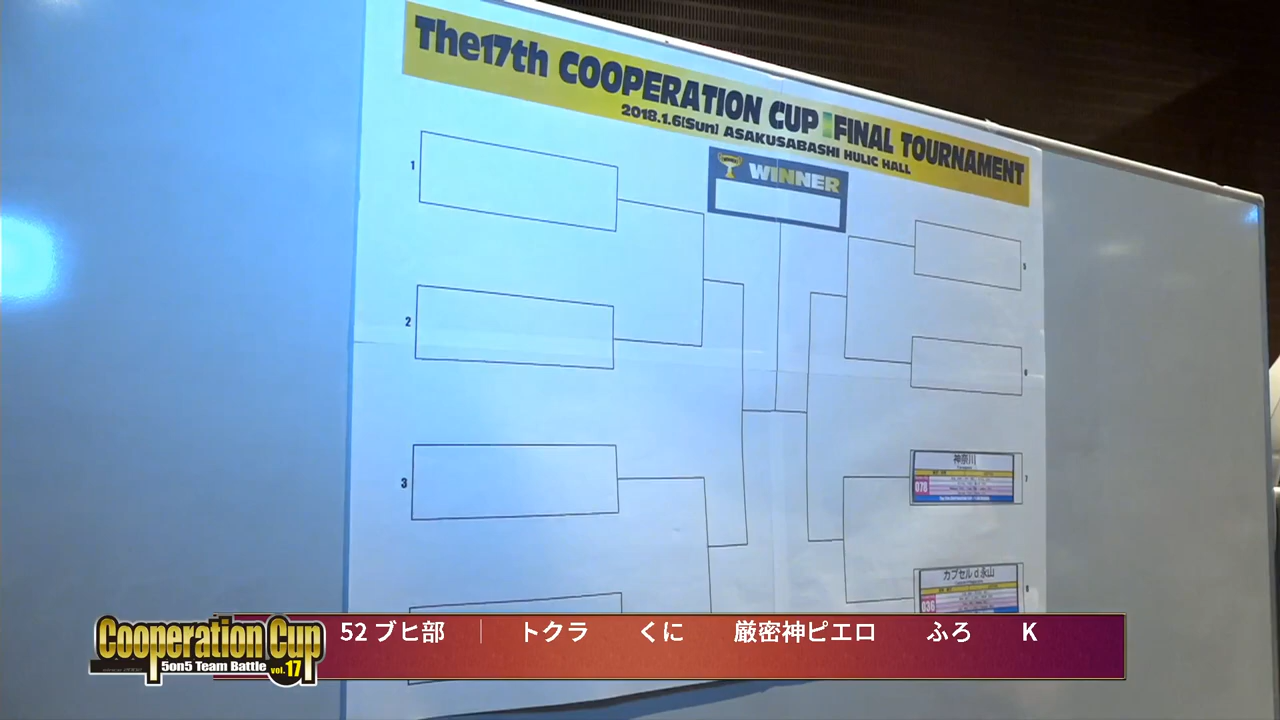 The17th COOPERATION CUP FINAL TOURNAMENT
2018.1.6[Sun] ASAKUSABASHI HULIC HALL
WINNER
1
2
3
5
6
7
8
神奈川
078
カプセルd永山
036
Cooperation Cup
5on5 Team Battle vol.17
52 ブヒ部 | トクラ くに 厳密神ピエロ ふろ K